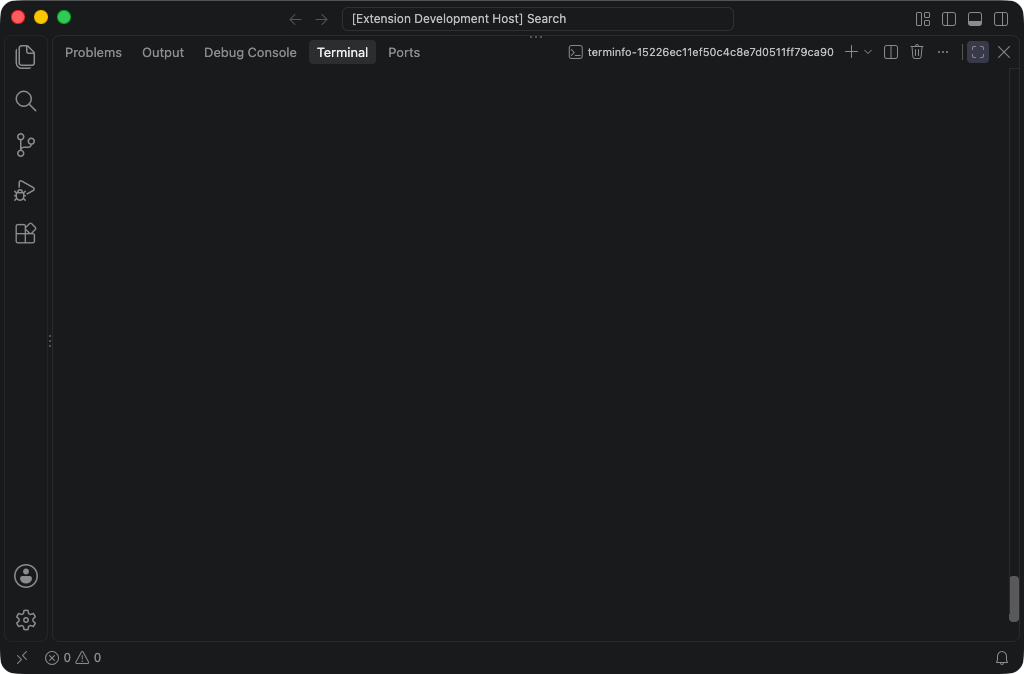 [Extension Development Host] Search
Problems Output Debug Console Terminal Ports terminfo-15226ec11ef50c4c8e7d0511ff79ca90
0 0